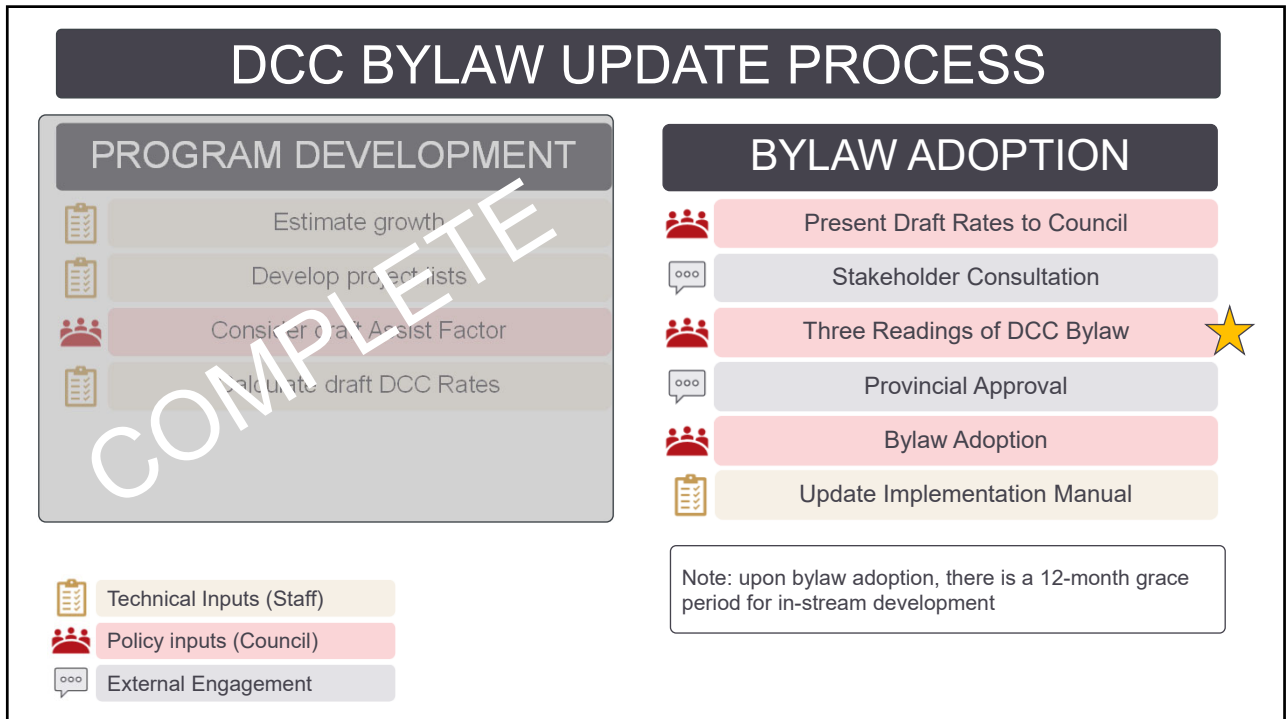 DCC BYLAW UPDATE PROCESS
PROGRAM DEVELOPMENT
Estimate growth
Develop project lists
Consider draft Assist Factor
Calculate draft DCC Rates
COMPLETE
BYLAW ADOPTION
Present Draft Rates to Council
Stakeholder Consultation
Three Readings of DCC Bylaw
Provincial Approval
Bylaw Adoption
Update Implementation Manual
Note: upon bylaw adoption, there is a 12-month grace
period for in-stream development
Technical Inputs (Staff)
Policy inputs (Council)
External Engagement